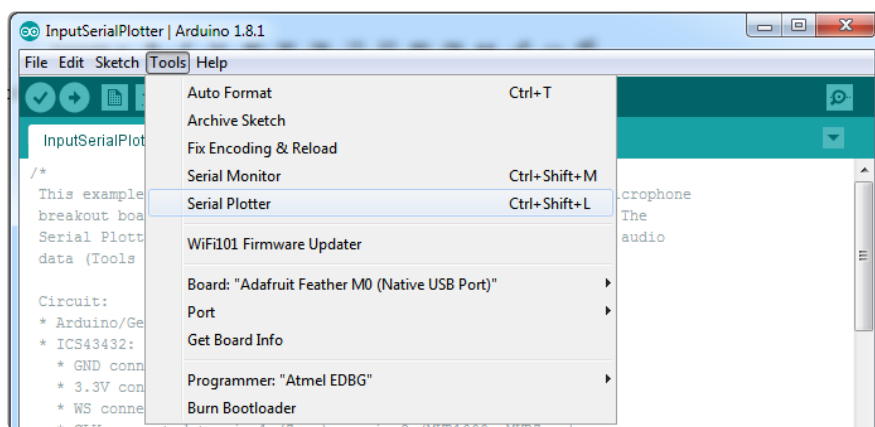 InputSerialPlotter | Arduino 1.8.1
File Edit Sketch Tools Help
InputSerialPlot
Auto Format Ctrl+T
Archive Sketch
Fix Encoding & Reload
Serial Monitor Ctrl+Shift+M
Serial Plotter Ctrl+Shift+L
WiFi101 Firmware Updater
Board: "Adafruit Feather M0 (Native USB Port)"
Port
Get Board Info
Programmer: "Atmel EDBG"
Burn Bootloader
/*
This example crophone
breakout boa The
Serial Plott audio
data (Tools
Circuit:
* Arduino/Ge
* ICS43432:
* GND conn
* 3.3V con
* WS conne